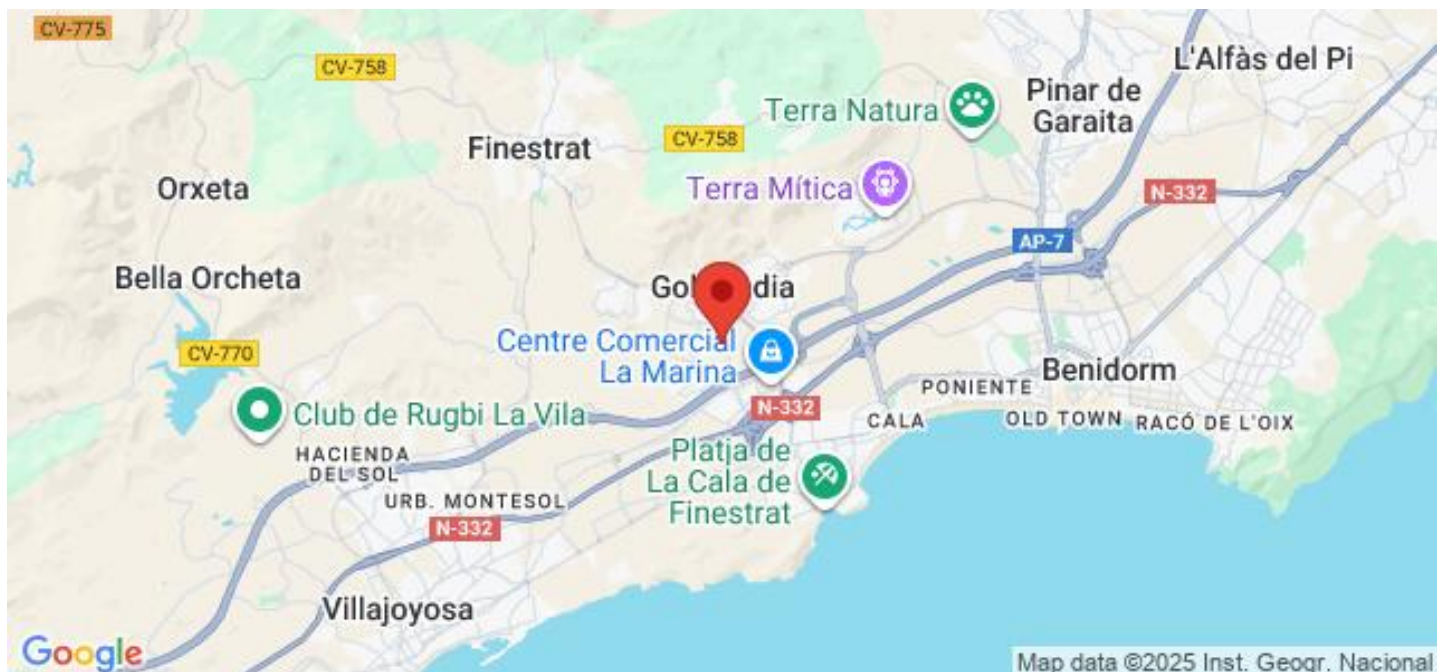 CV-775
CV-758
L'Alfàs del Pi
Terra Natura
Pinar de
Garaita
Finestrat
CV-758
Orxeta
Terra Mítica
N-332
AP-7
Bella Orcheta
Gol
dia
Centre Comercial
La Marina
CV-770
Benidorm
PONIENTE
N-332
CALA
OLD TOWN
RACÓ DE L'OIX
Club de Rugbi La Vila
HACIENDA
DEL SOL
Platja de
La Cala de
Finestrat
URB. MONTESOL
N-332
Villajoyosa
Google
Map data ©2025 Inst. Geogr. Nacional